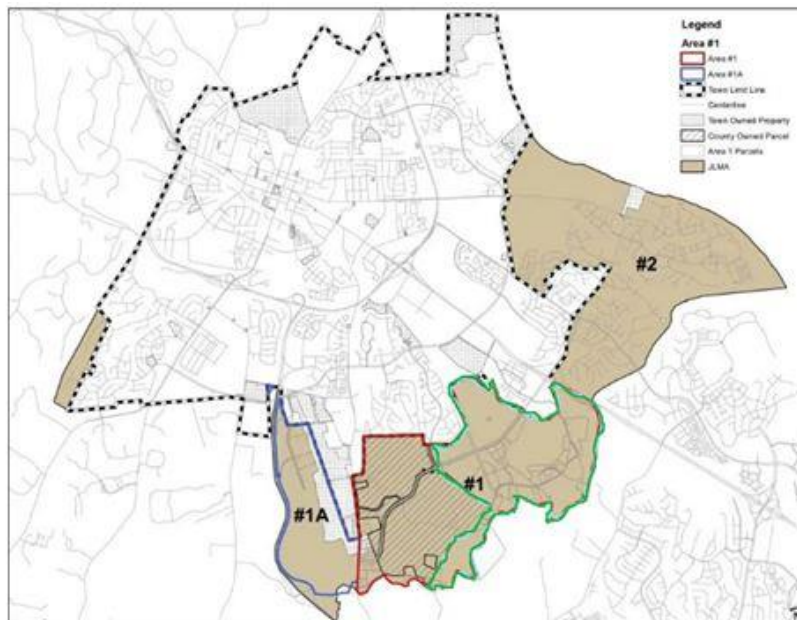 Legend
Area #1
Area #1
Area #1A
Town Limit Line
Centerline
Town Owned Property
County Owned Parcel
Area 1 Parcels
JLMA
#2
#1
#1A